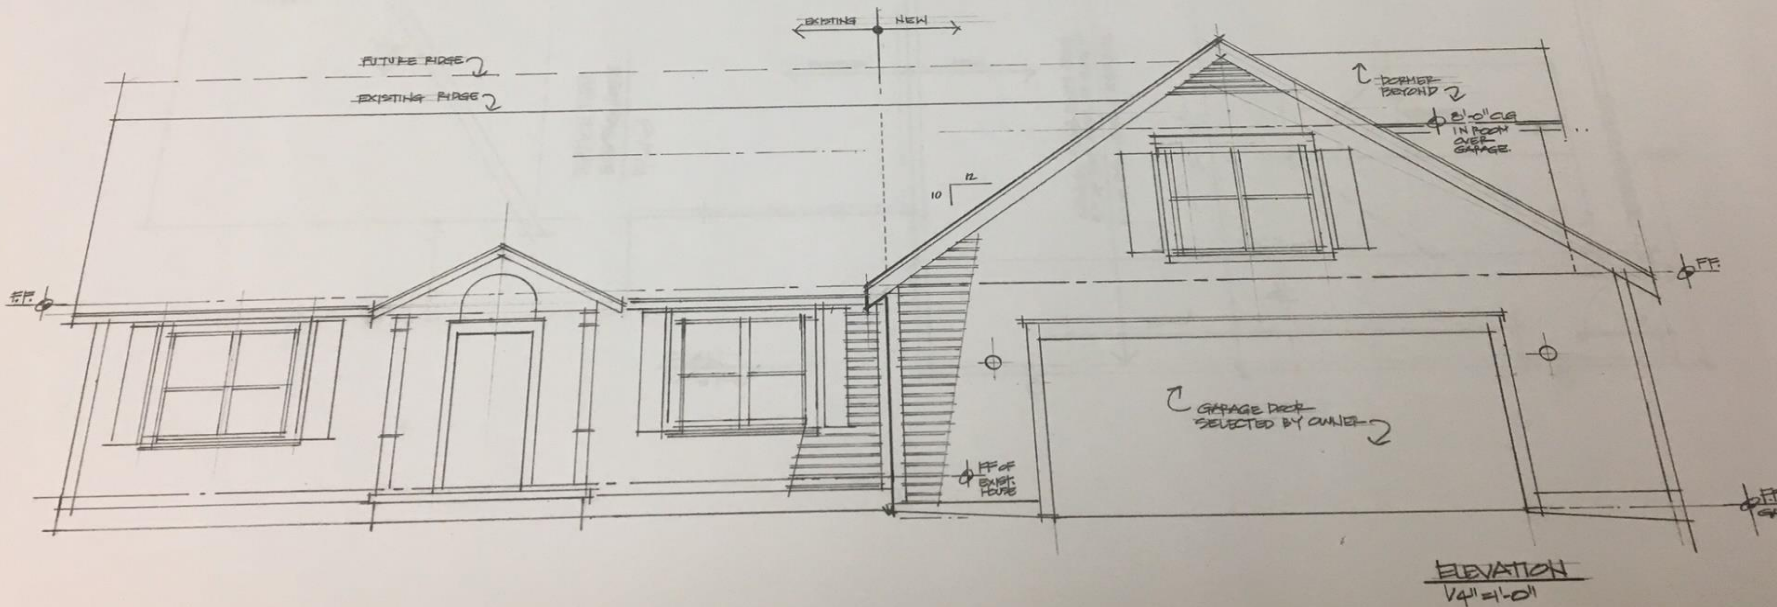 EXISTING
NEW
FUTURE RIDGE
EXISTING RIDGE
DORMER
BEYOND
8'-0" CLG
IN ROOM
OVER
GARAGE
12
10
F.F.
FF.
GARAGE DOOR
SELECTED BY OWNER
FF OF
EXIST.
HOUSE
ELEVATION
1/4" = 1'-0"